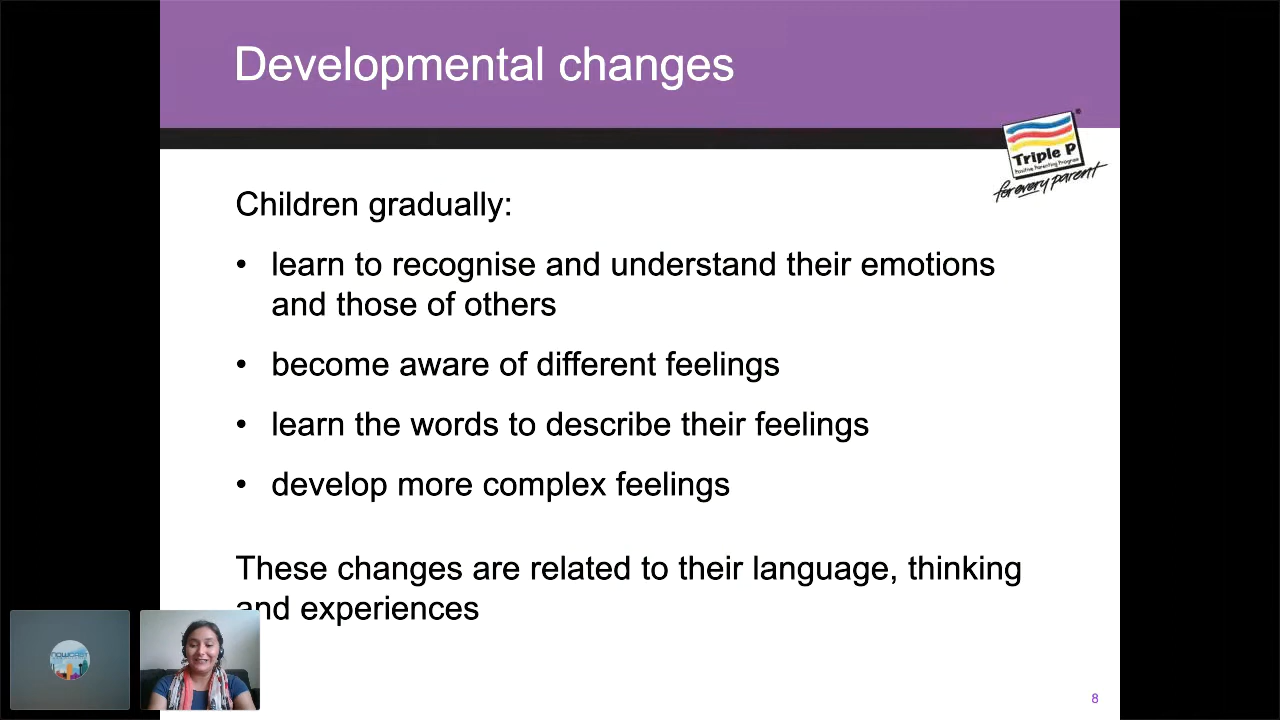 Developmental changes
Triple P
Positive Parenting Program
for every parent
Children gradually:
• learn to recognise and understand their emotions
and those of others
• become aware of different feelings
• learn the words to describe their feelings
• develop more complex feelings
These changes are related to their language, thinking
and experiences
NOWCAST
8